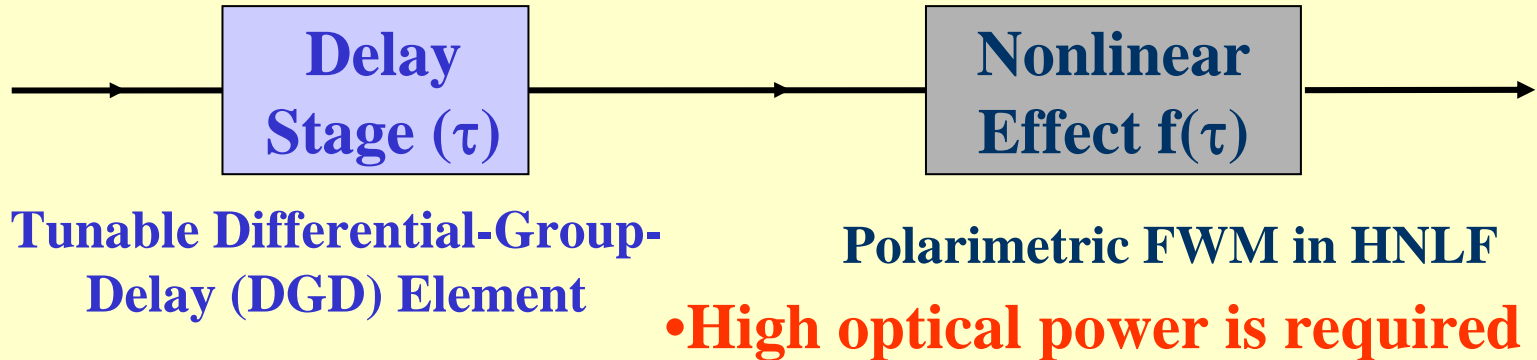 Delay
Stage (τ)
Nonlinear
Effect f(τ)
Tunable Differential-Group-
Delay (DGD) Element
Polarimetric FWM in HNLF
•High optical power is required